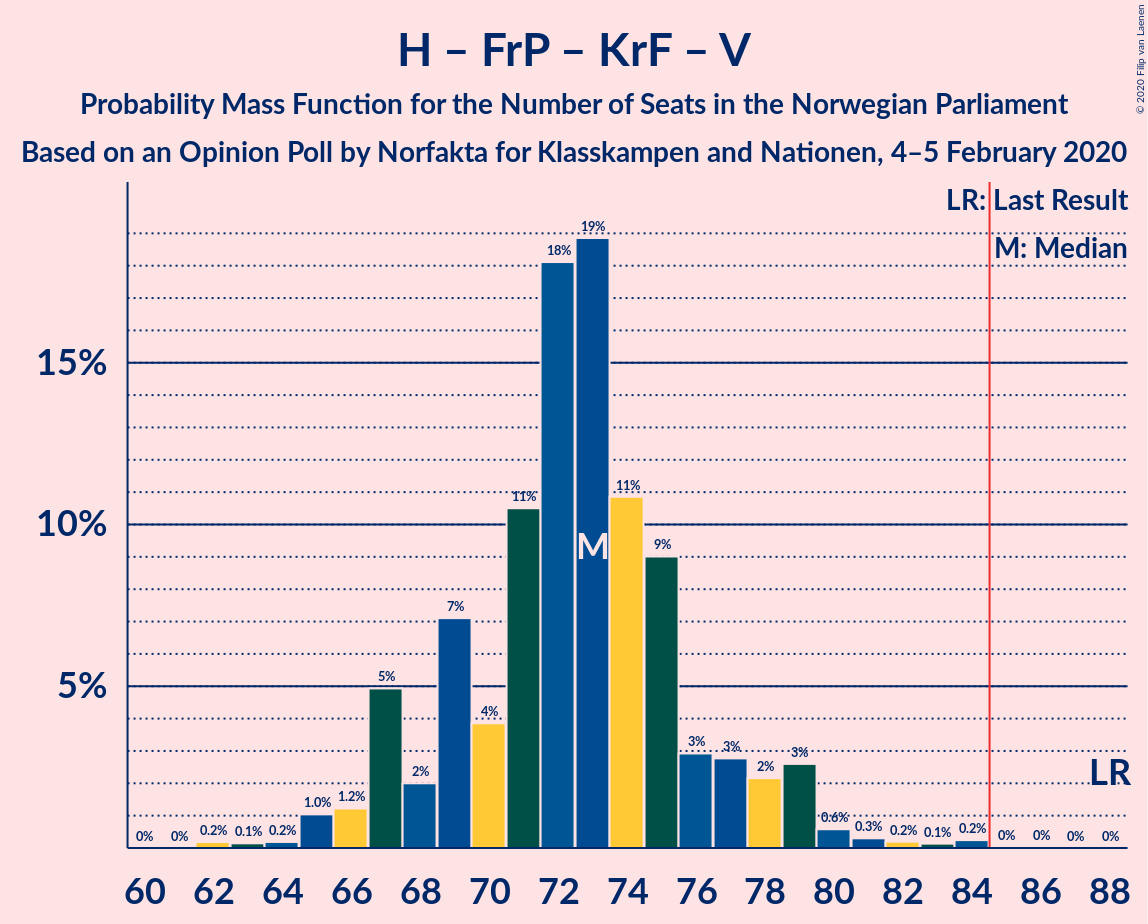 © 2020 Filip van Laenen
H – FrP – KrF – V
Probability Mass Function for the Number of Seats in the Norwegian Parliament
Based on an Opinion Poll by Norfakta for Klasskampen and Nationen, 4–5 February 2020
LR: Last Result
M: Median
15%
10%
5%
0% 0% 0.2% 0.1% 0.2% 1.0% 1.2% 5% 2% 7% 4% 11% 18% 19% 11% 9% 3% 3% 2% 3% 0.6% 0.3% 0.2% 0.1% 0.2% 0% 0% 0% 0%
M
LR
60 62 64 66 68 70 72 74 76 78 80 82 84 86 88